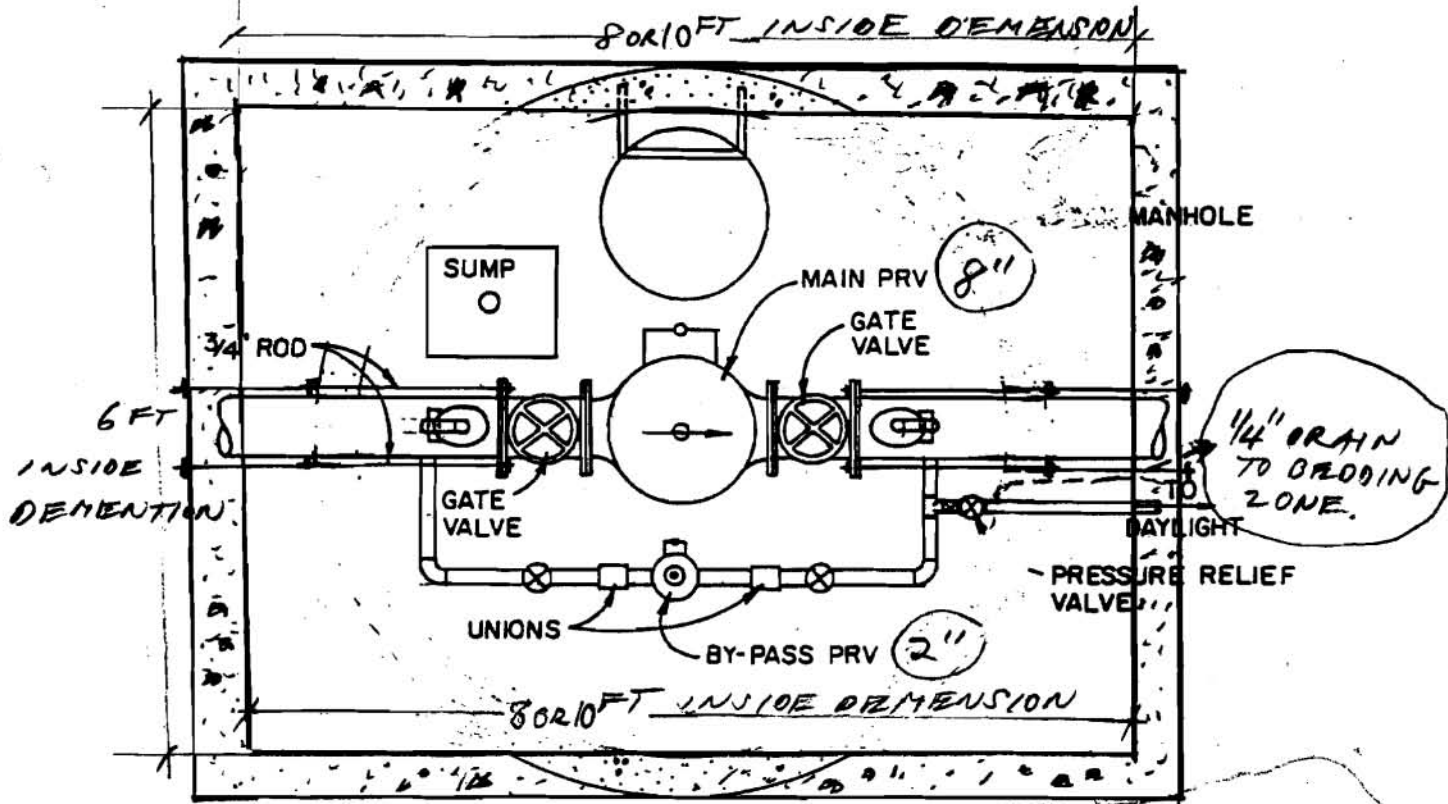 8 OR 10 FT INSIDE DEMENSION
MANHOLE
SUMP
MAIN PRV
8"
GATE
VALVE
3/4" ROD
6 FT
INSIDE
DEMENTION
GATE
VALVE
1/4" DRAIN
TO BEDDING
ZONE.
TO
DAYLIGHT
PRESSURE RELIEF
VALVE
UNIONS
BY-PASS PRV
2"
8 OR 10 FT INSIDE DEMENSION